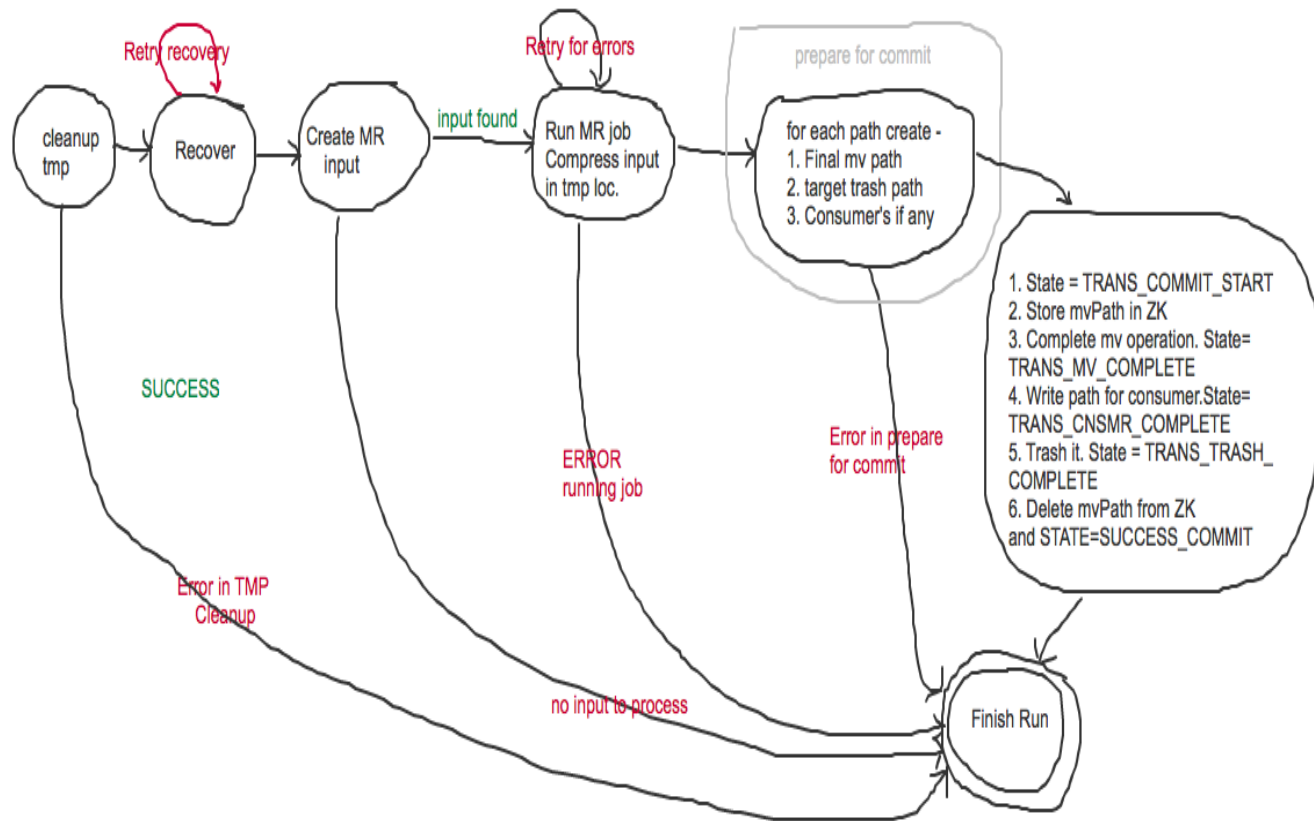 Retry recovery
Retry for errors
prepare for commit
cleanup
tmp
Recover
Create MR
input
input found
Run MR job
Compress input
in tmp loc.
for each path create -
1. Final mv path
2. target trash path
3. Consumer's if any
1. State = TRANS_COMMIT_START
2. Store mvPath in ZK
3. Complete mv operation. State=
TRANS_MV_COMPLETE
4. Write path for consumer.State=
TRANS_CNSMR_COMPLETE
5. Trash it. State = TRANS_TRASH_
COMPLETE
6. Delete mvPath from ZK
and STATE=SUCCESS_COMMIT
SUCCESS
ERROR
running job
Error in prepare
for commit
Error in TMP
Cleanup
no input to process
Finish Run